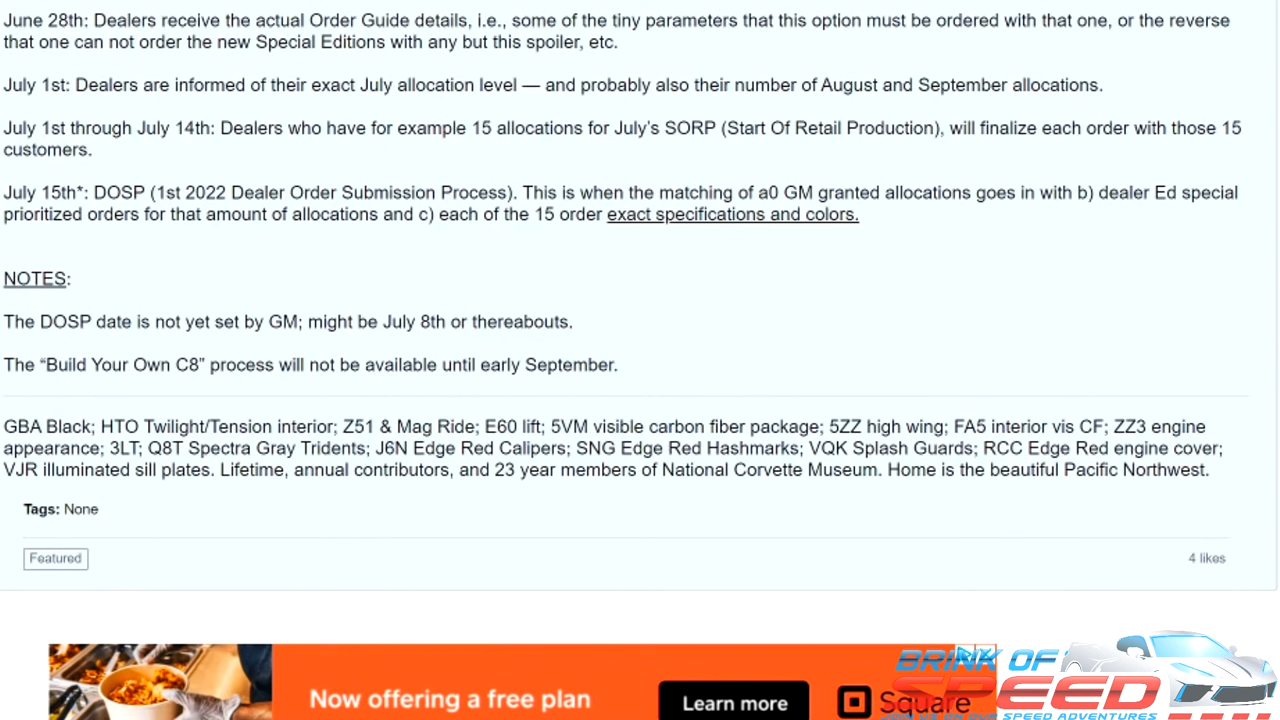 June 28th: Dealers receive the actual Order Guide details, i.e., some of the tiny parameters that this option must be ordered with that one, or the reverse
that one can not order the new Special Editions with any but this spoiler, etc.
July 1st: Dealers are informed of their exact July allocation level — and probably also their number of August and September allocations.
July 1st through July 14th: Dealers who have for example 15 allocations for July's SORP (Start Of Retail Production), will finalize each order with those 15
customers.
July 15th*: DOSP (1st 2022 Dealer Order Submission Process). This is when the matching of a0 GM granted allocations goes in with b) dealer Ed special
prioritized orders for that amount of allocations and c) each of the 15 order exact specifications and colors.
NOTES:
The DOSP date is not yet set by GM; might be July 8th or thereabouts.
The “Build Your Own C8” process will not be available until early September.
GBA Black; HTO Twilight/Tension interior; Z51 & Mag Ride; E60 lift; 5VM visible carbon fiber package; 5ZZ high wing; FA5 interior vis CF; ZZ3 engine
appearance; 3LT; Q8T Spectra Gray Tridents; J6N Edge Red Calipers; SNG Edge Red Hashmarks; VQK Splash Guards; RCC Edge Red engine cover;
VJR illuminated sill plates. Lifetime, annual contributors, and 23 year members of National Corvette Museum. Home is the beautiful Pacific Northwest.
Tags: None
Featured
4 likes
Now offering a free plan
Learn more
Square
BRINK OF
SPEED
JOIN US ON OUR SPEED ADVENTURES